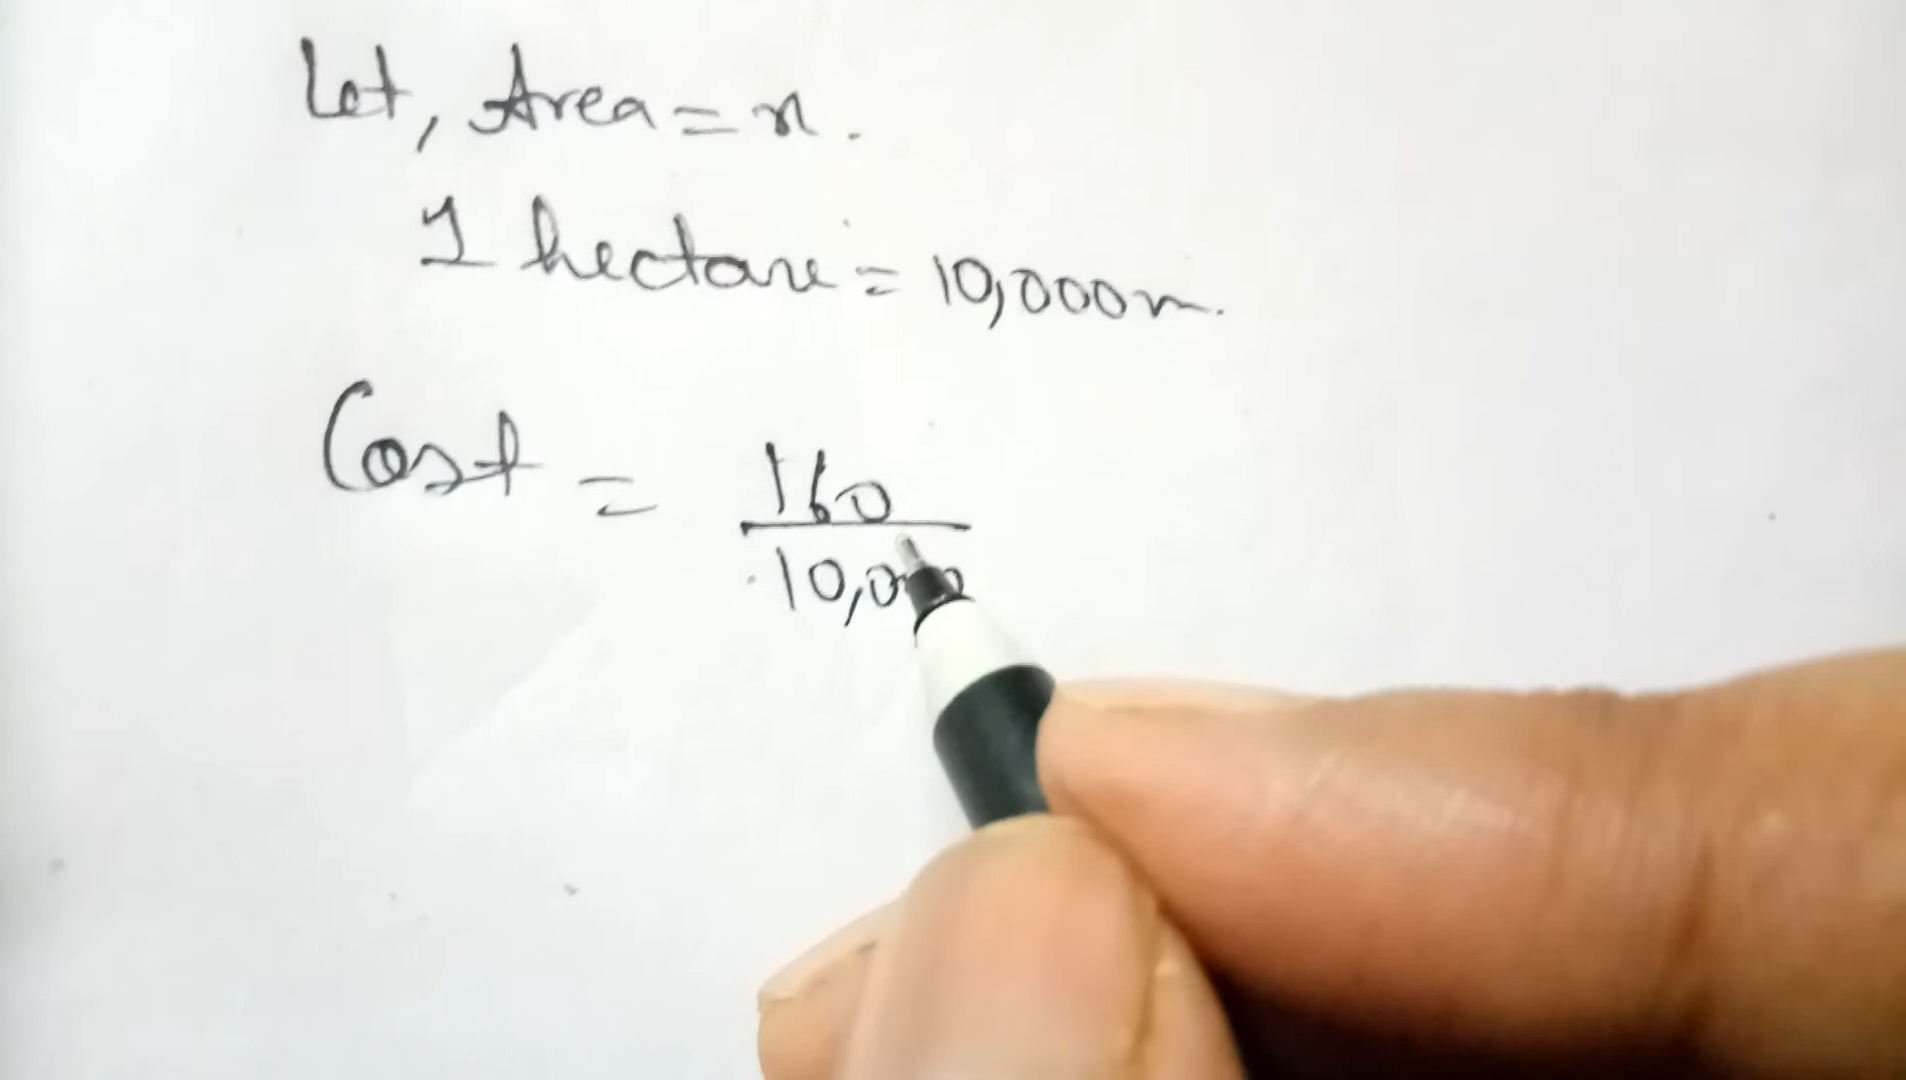 Let, Area = x.
1 hectare = 10,000m.
Cost = 160
10,000